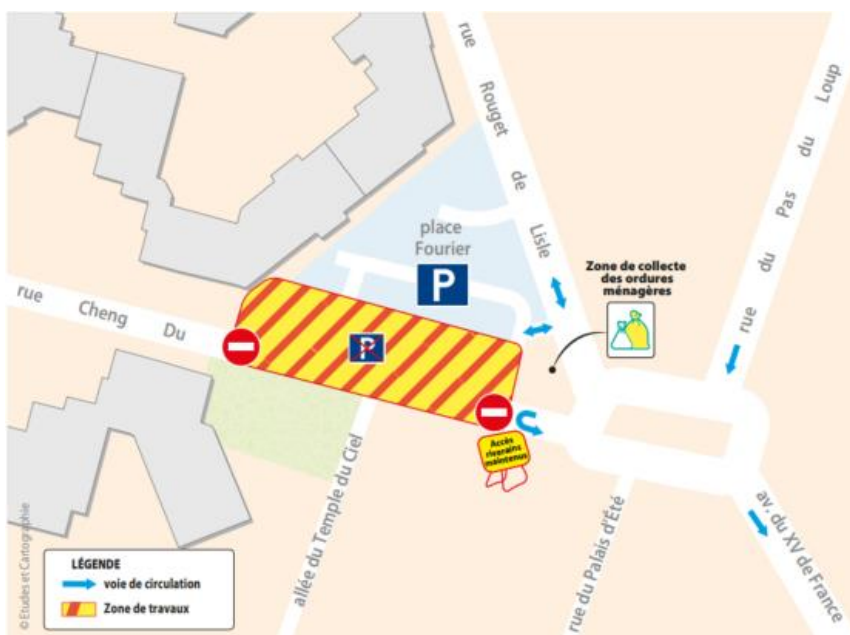 rue Rouget de Lisle
rue du Pas du Loup
place
Fourier
P
Zone de collecte
des ordures
ménagères
rue Cheng Du
P
Accès
riverains
maintenus
allée du Temple du Ciel
rue du Palais d'Été
av. du XV de France
© Etudes et Cartographie
LÉGENDE
voie de circulation
Zone de travaux